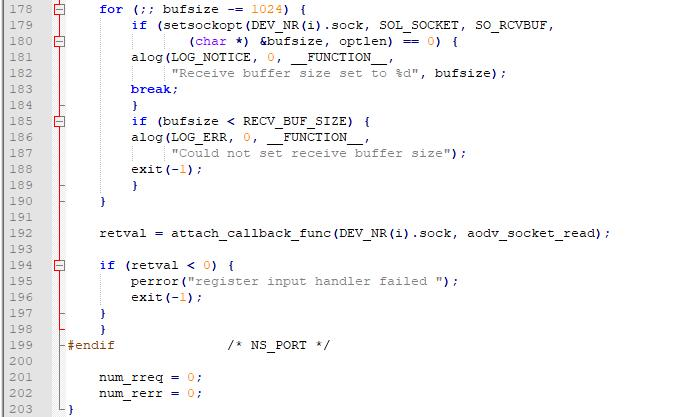 178 for (;; bufsize -= 1024) {
179 if (setsockopt(DEV_NR(i).sock, SOL_SOCKET, SO_RCVBUF,
180 (char *) &bufsize, optlen) == 0) {
181 alog(LOG_NOTICE, 0, __FUNCTION__,
182 "Receive buffer size set to %d", bufsize);
183 break;
184 }
185 if (bufsize < RECV_BUF_SIZE) {
186 alog(LOG_ERR, 0, __FUNCTION__,
187 "Could not set receive buffer size");
188 exit(-1);
189 }
190 }
191
192 retval = attach_callback_func(DEV_NR(i).sock, aodv_socket_read);
193
194 if (retval < 0) {
195 perror("register input handler failed ");
196 exit(-1);
197 }
198 }
199 #endif /* NS_PORT */
200
201 num_rreq = 0;
202 num_rerr = 0;
203 }